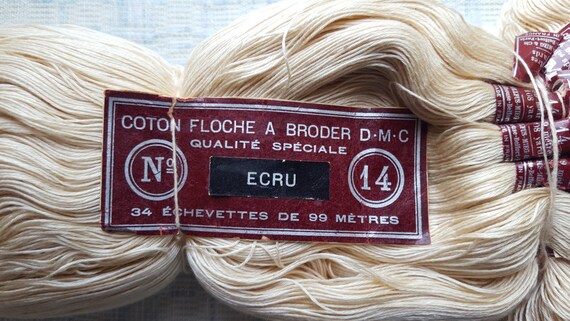 COTON FLOCHE A BRODER D·M·C
QUALITÉ SPÉCIALE
Nº
ECRU
14
34 ÉCHEVETTES DE 99 MÈTRES